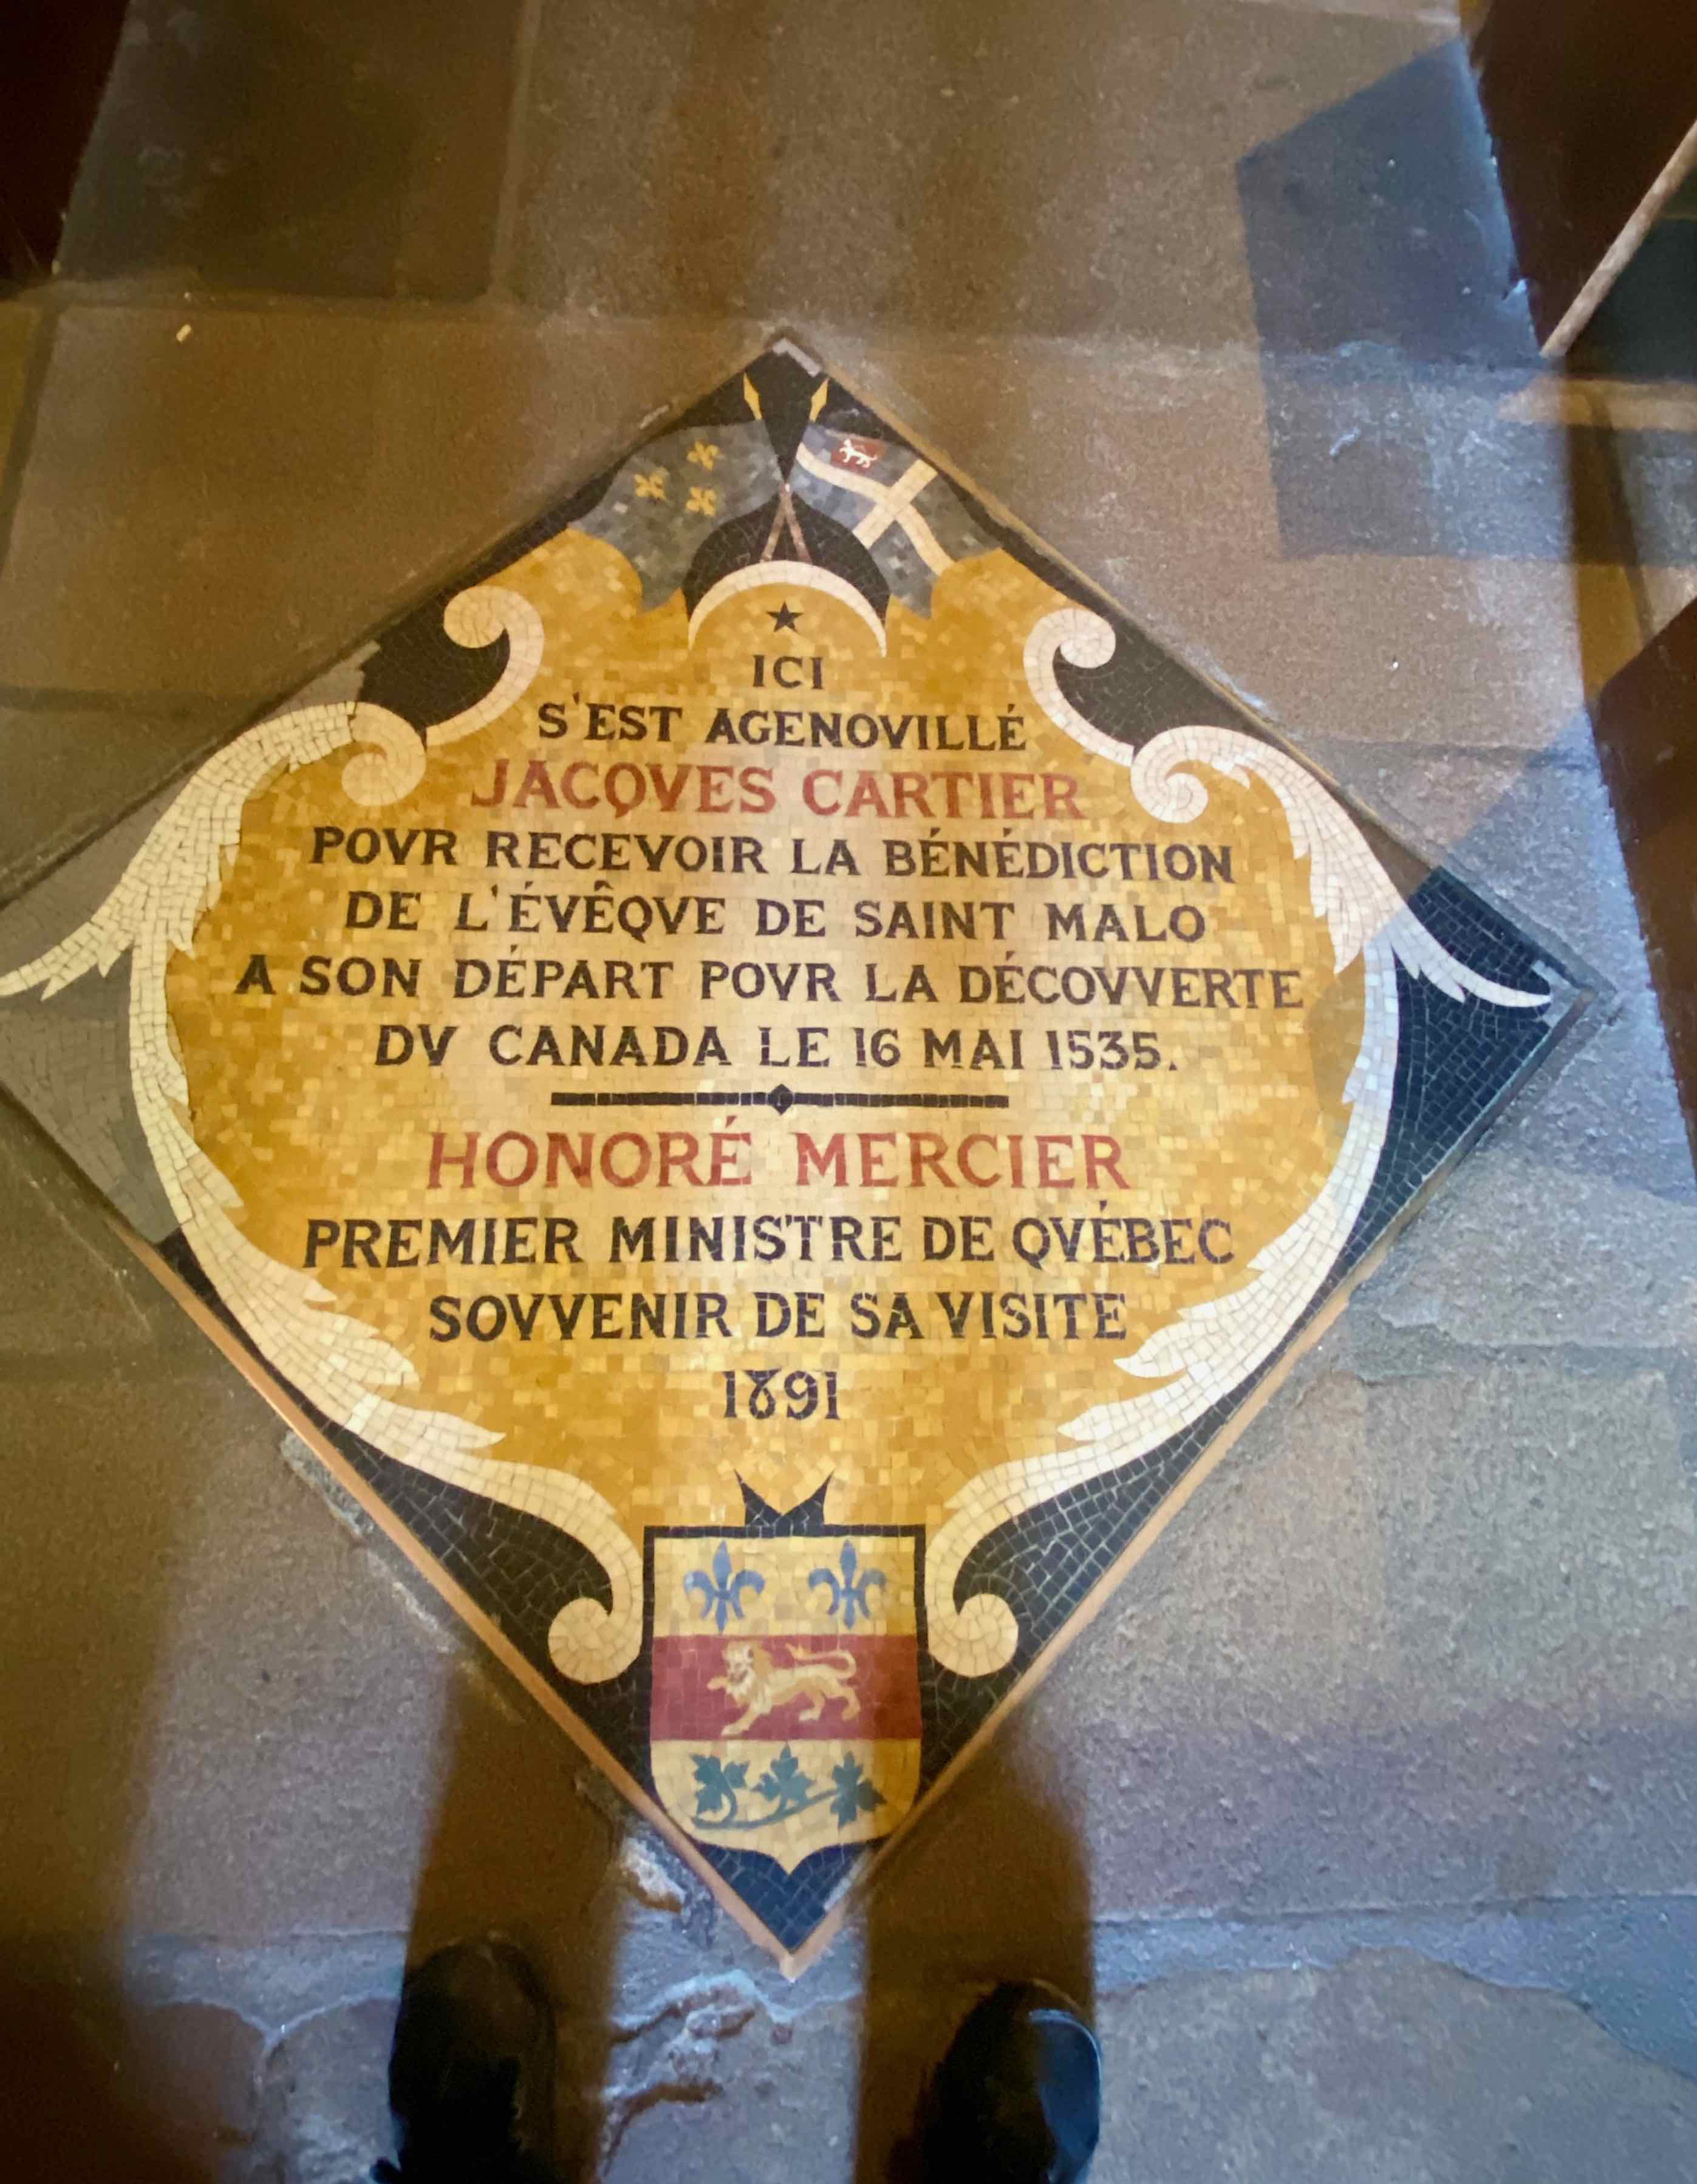 ICI
S'EST AGENOVILLÉ
JACQVES CARTIER
POVR RECEVOIR LA BÉNÉDICTION
DE L'ÉVÊQVE DE SAINT MALO
A SON DÉPART POVR LA DÉCOVVERTE
DV CANADA LE 16 MAI 1535.
HONORÉ MERCIER
PREMIER MINISTRE DE QVÉBEC
SOVVENIR DE SA VISITE
1891